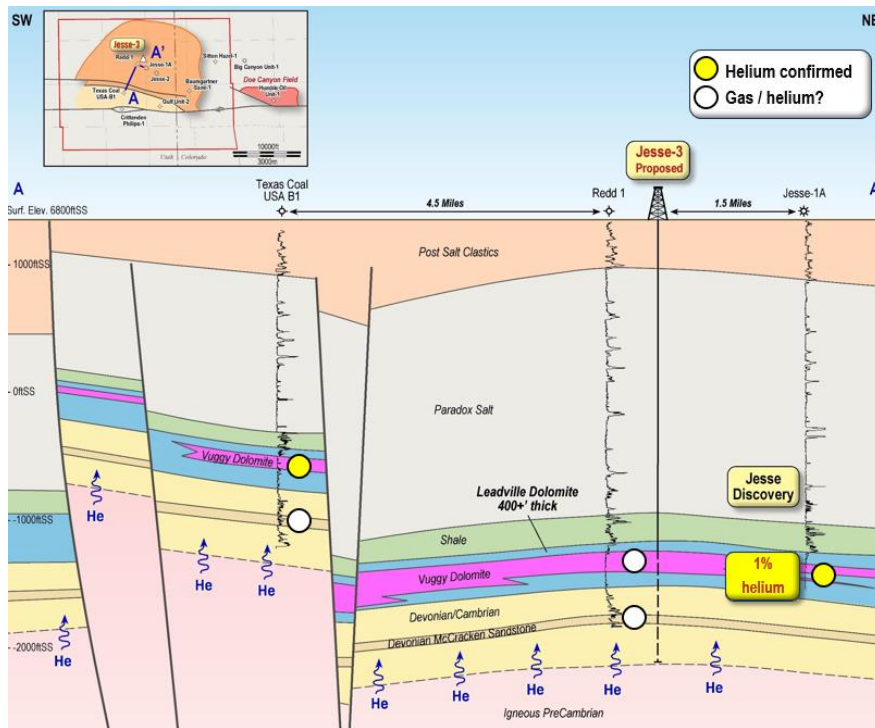 SW
NE
Jesse-3
A'
Redd 1
Jesse-1A
Jesse-2
Sitton Hazel-1
Big Canyon Unit-1
Texas Coal
USA-B1
A
Baumgartner
Gulf Unit-2
Doe Canyon Field
Humble Oil
Unit-1
Crittenden
Phillips-1
Utah
Colorado
10000ft
3000m
Helium confirmed
Gas / helium?
Jesse-3
Proposed
A
Texas Coal
USA B1
Redd 1
Jesse-1A
Surf. Elev. 6800ftSS
4.5 Miles
1.5 Miles
Post Salt Clastics
- 1000ftSS
- 0ftSS
Paradox Salt
Vuggy Dolomite
Leadville Dolomite
400+' thick
Jesse
Discovery
-1000ftSS
Shale
1%
helium
Vuggy Dolomite
He
He
He
Devonian/Cambrian
Devonian McCracken Sandstone
-2000ftSS
He
He
He
He
He
He
Igneous PreCambrian